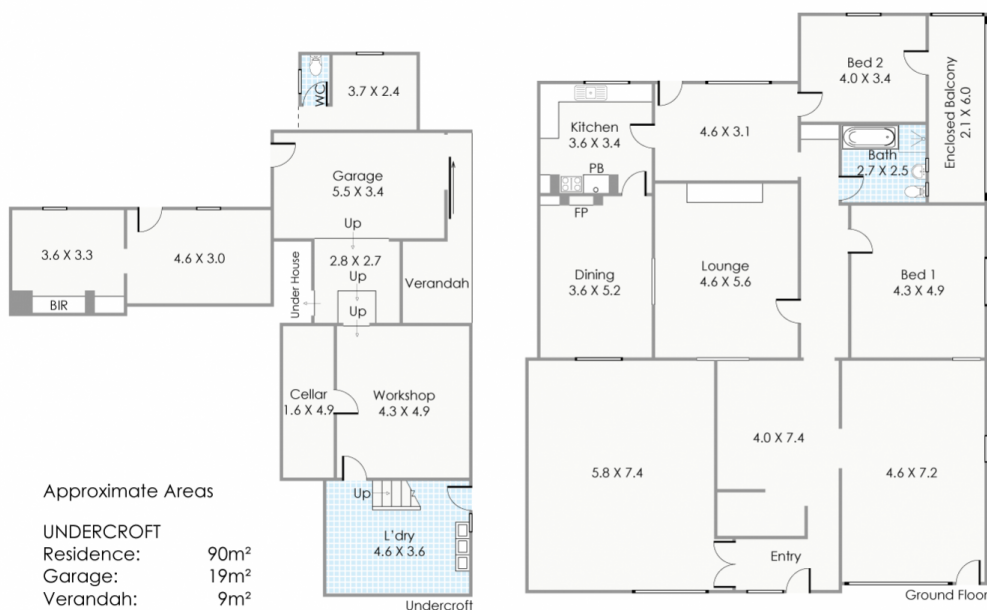 WC
3.7 X 2.4
Garage
5.5 X 3.4
Up
3.6 X 3.3
BIR
4.6 X 3.0
Under House
2.8 X 2.7
Up
Up
Verandah
Cellar
1.6 X 4.9
Workshop
4.3 X 4.9
Up
L'dry
4.6 X 3.6
Undercroft
Approximate Areas
UNDERCROFT
Residence: 90m²
Garage: 19m²
Verandah: 9m²
Bed 2
4.0 X 3.4
Enclosed Balcony
2.1 X 6.0
Kitchen
3.6 X 3.4
PB
FP
4.6 X 3.1
Bath
2.7 X 2.5
Dining
3.6 X 5.2
Lounge
4.6 X 5.6
Bed 1
4.3 X 4.9
5.8 X 7.4
4.0 X 7.4
4.6 X 7.2
Entry
Ground Floor